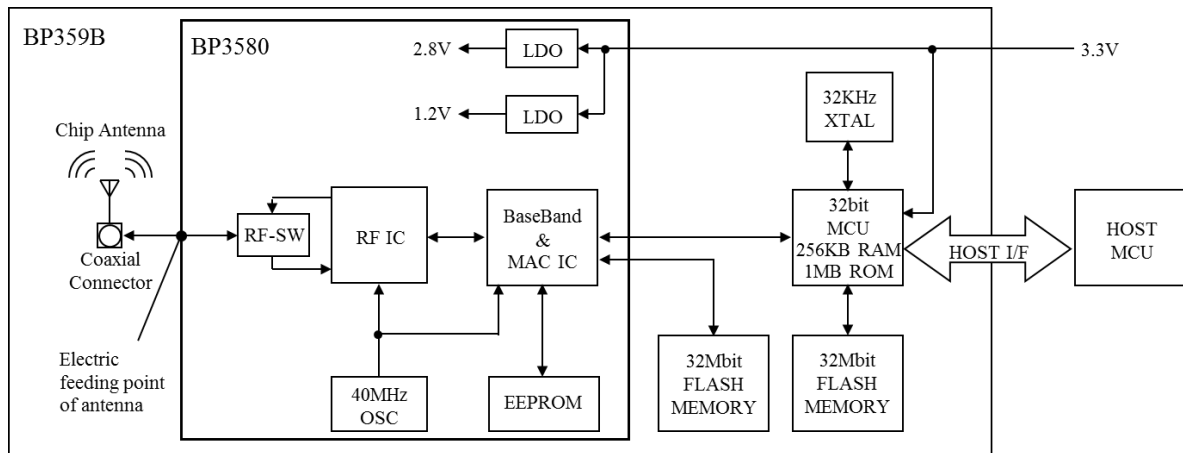 BP359B
BP3580
2.8V
LDO
3.3V
1.2V
LDO
32KHz
XTAL
Chip Antenna
RF-SW
RF IC
BaseBand
&
MAC IC
32bit
MCU
256KB RAM
1MB ROM
HOST I/F
HOST
MCU
Coaxial
Connector
Electric
feeding point
of antenna
40MHz
OSC
EEPROM
32Mbit
FLASH
MEMORY
32Mbit
FLASH
MEMORY